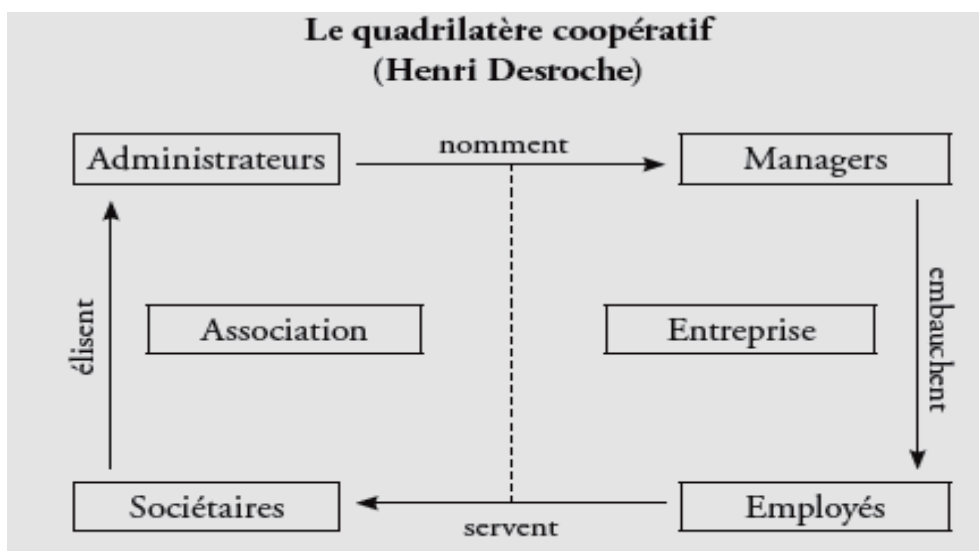 Le quadrilatère coopératif
(Henri Desroche)
Administrateurs
nomment
Managers
élisent
Association
Entreprise
embauchent
Sociétaires
servent
Employés